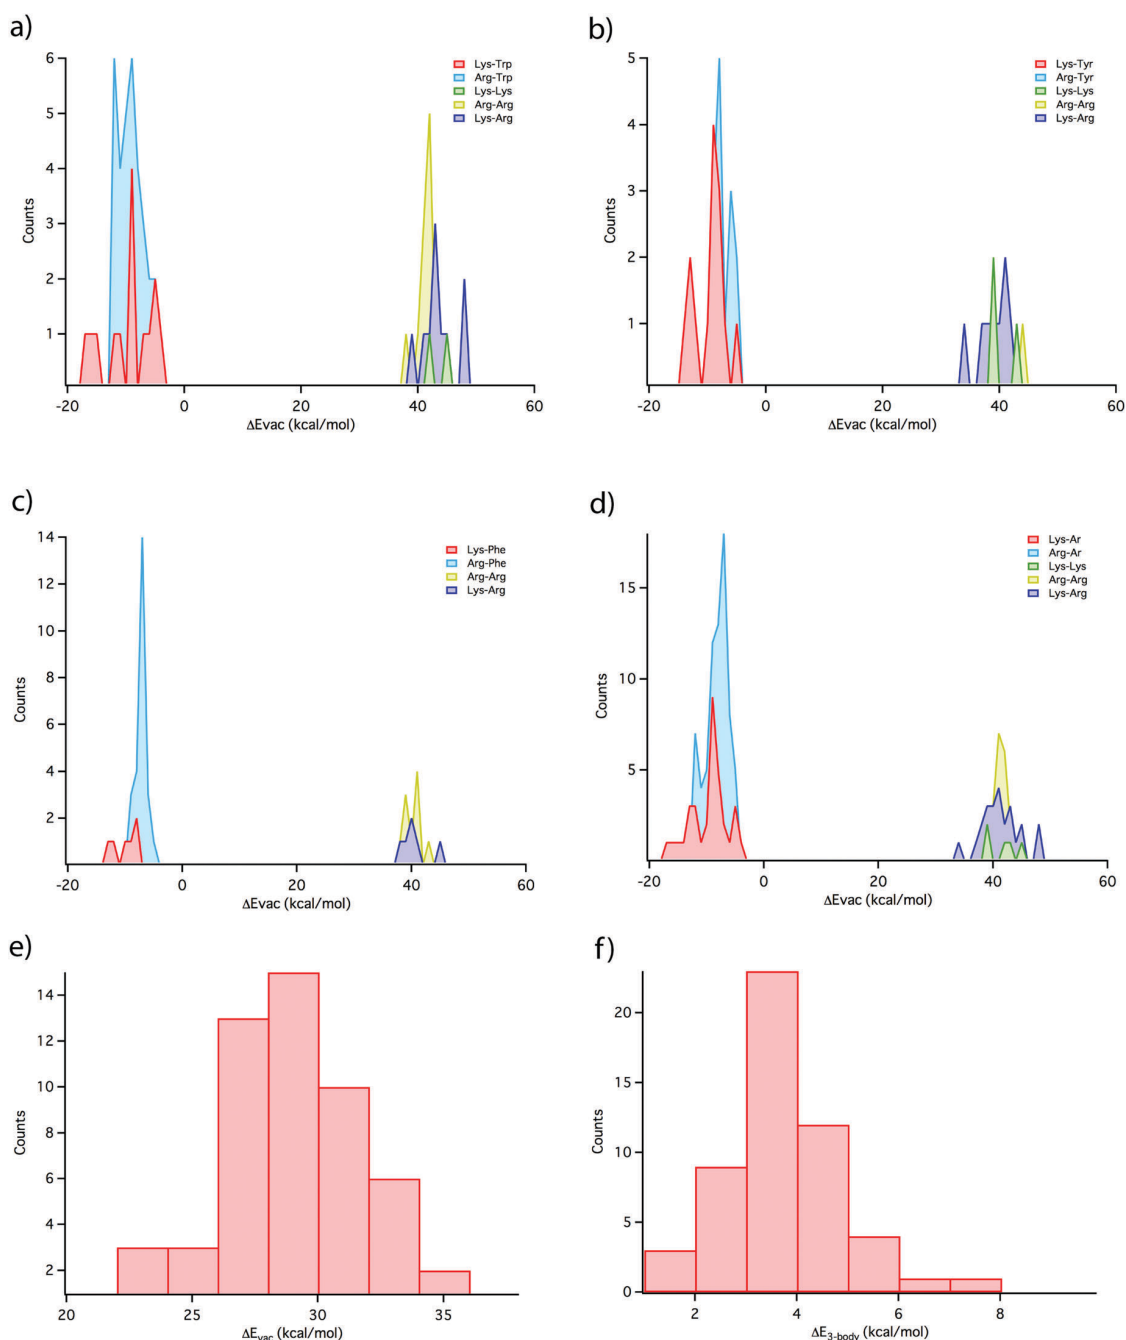 a)
6
5
4
3
2
1
Counts
-20 0 20 40 60
ΔEvac (kcal/mol)
Lys-Trp
Arg-Trp
Lys-Lys
Arg-Arg
Lys-Arg
b)
5
4
3
2
1
Counts
-20 0 20 40 60
ΔEvac (kcal/mol)
Lys-Tyr
Arg-Tyr
Lys-Lys
Arg-Arg
Lys-Arg
c)
14
12
10
8
6
4
2
Counts
-20 0 20 40 60
ΔEvac (kcal/mol)
Lys-Phe
Arg-Phe
Arg-Arg
Lys-Arg
d)
15
10
5
Counts
-20 0 20 40 60
ΔEvac (kcal/mol)
Lys-Ar
Arg-Ar
Lys-Lys
Arg-Arg
Lys-Arg
e)
14
12
10
8
6
4
2
Counts
20 25 30 35
ΔEvac (kcal/mol)
f)
20
15
10
5
0
Counts
2 4 6 8
ΔE3-body (kcal/mol)